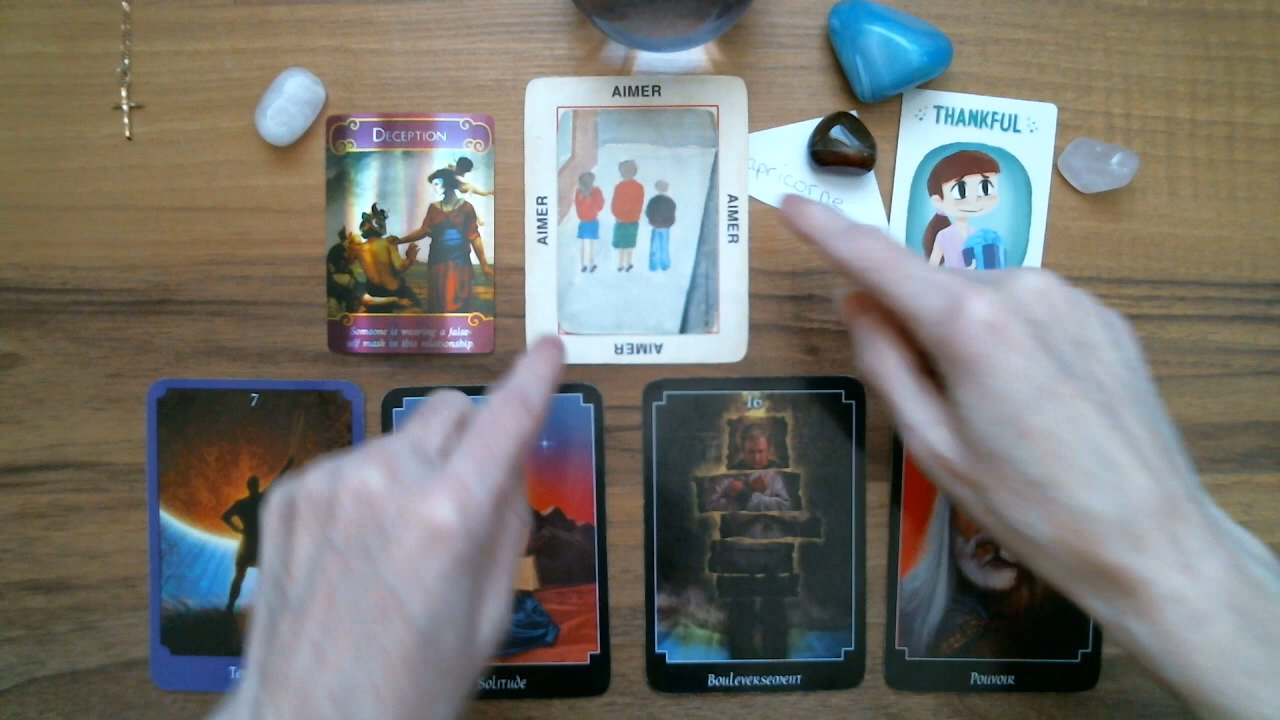 DECEPTION
Someone is wearing a false-
self mask in this relationship.
AIMER
AIMER
AIMER
AIMER
apricorne
THANKFUL
7
Solitude
16
Bouleversement
Pouvoir